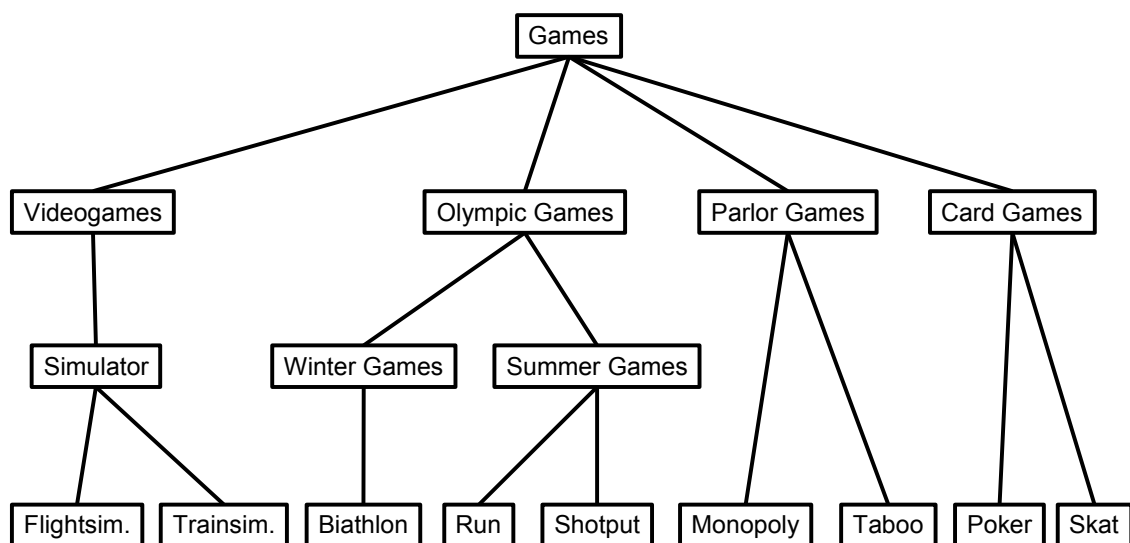 Games
Videogames
Olympic Games
Parlor Games
Card Games
Simulator
Winter Games
Summer Games
Flightsim.
Trainsim.
Biathlon
Run
Shotput
Monopoly
Taboo
Poker
Skat